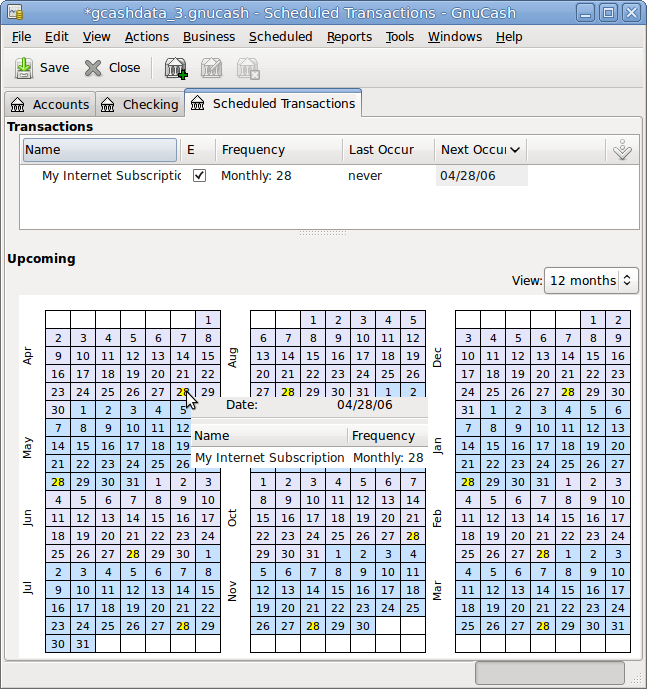 *gcashdata_3.gnucash - Scheduled Transactions - GnuCash
File Edit View Actions Business Scheduled Reports Tools Windows Help
Save Close
Accounts Checking Scheduled Transactions
Transactions
Name E Frequency Last Occur Next Occur
My Internet Subscriptic Monthly: 28 never 04/28/06
Upcoming
View: 12 months
Apr
1
2 3 4 5 6 7 8
9 10 11 12 13 14 15
16 17 18 19 20 21 22
23 24 25 26 27 28 29
30 1 2 3 4 5
May
7 8 9 10 11 12
14 15 16 17 18 19
21 22 23 24 25 26
28 29 30 31 1 2 3
Jun
4 5 6 7 8 9 10
11 12 13 14 15 16 17
18 19 20 21 22 23 24
25 26 27 28 29 30 1
Jul
2 3 4 5 6 7 8
9 10 11 12 13 14 15
16 17 18 19 20 21 22
23 24 25 26 27 28 29
30 31
Aug
1 2 3 4 5
6 7 8 9 10 11 12
13 14 15 16 17 18 19
20 21 22 23 24 25 26
27 28 29 30 31 1 2
Date: 04/28/06
Name Frequency
My Internet Subscription Monthly: 28
Oct
1 2 3 4 5 6 7
8 9 10 11 12 13 14
15 16 17 18 19 20 21
22 23 24 25 26 27 28
29 30 31 1 2 3 4
Nov
5 6 7 8 9 10 11
12 13 14 15 16 17 18
19 20 21 22 23 24 25
26 27 28 29 30
Dec
1 2
3 4 5 6 7 8 9
10 11 12 13 14 15 16
17 18 19 20 21 22 23
24 25 26 27 28 29 30
31 1 2 3 4 5 6
Jan
7 8 9 10 11 12 13
14 15 16 17 18 19 20
21 22 23 24 25 26 27
28 29 30 31 1 2 3
Feb
4 5 6 7 8 9 10
11 12 13 14 15 16 17
18 19 20 21 22 23 24
25 26 27 28 1 2 3
Mar
4 5 6 7 8 9 10
11 12 13 14 15 16 17
18 19 20 21 22 23 24
25 26 27 28 29 30 31